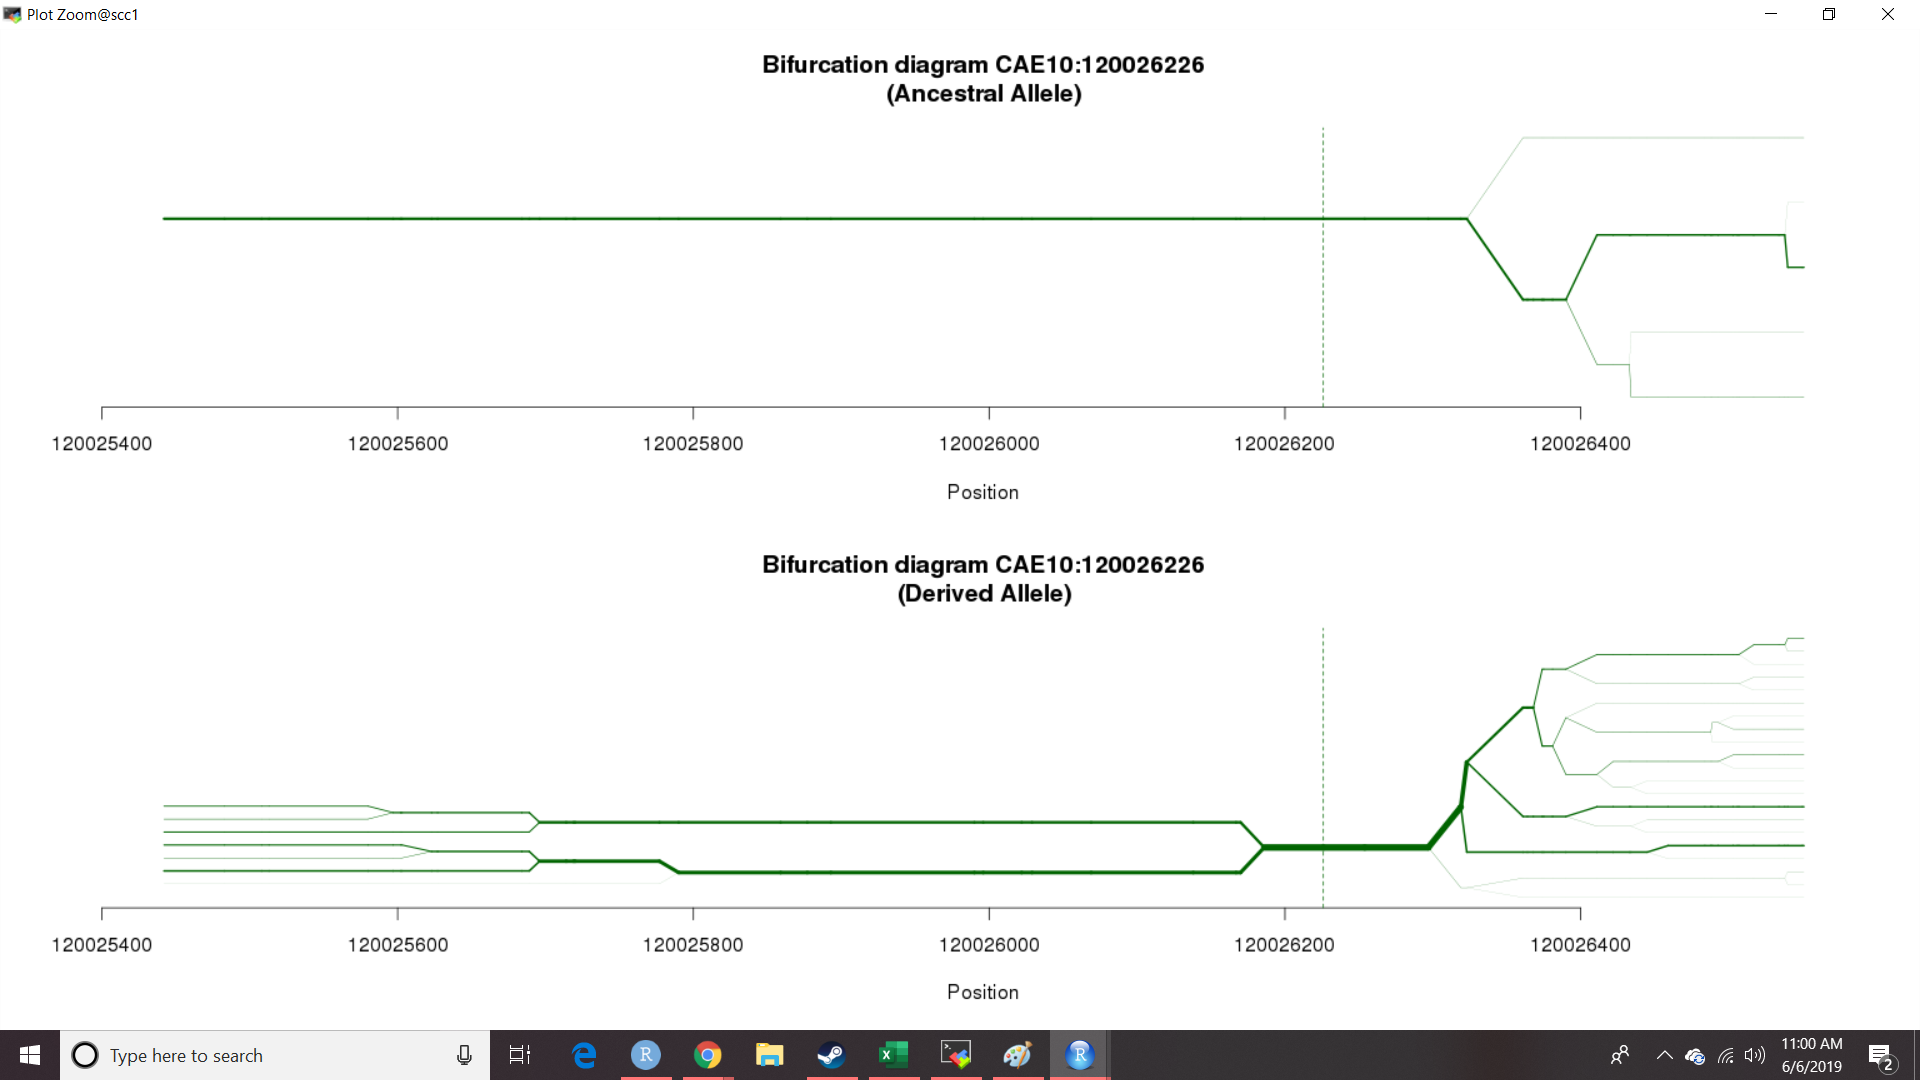 Plot Zoom@scc1
Bifurcation diagram CAE10:120026226
(Ancestral Allele)
120025400 120025600 120025800 120026000 120026200 120026400
Position
Bifurcation diagram CAE10:120026226
(Derived Allele)
120025400 120025600 120025800 120026000 120026200 120026400
Position
Type here to search
R
X
R
11:00 AM
6/6/2019
2